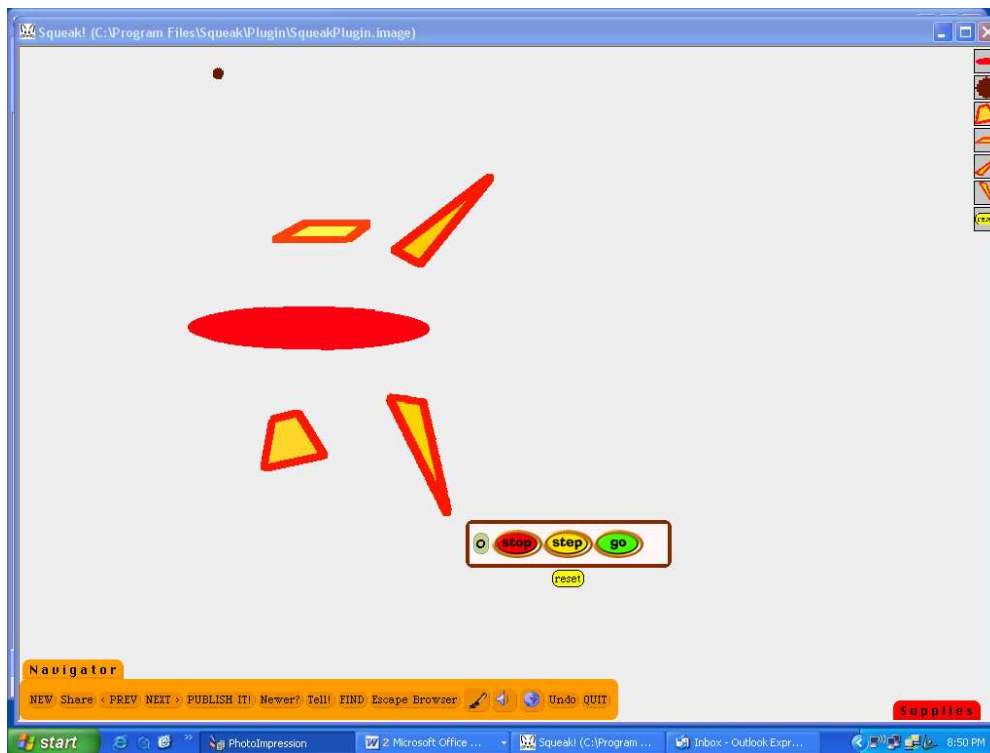 Squeak! (C:\Program Files\Squeak\Plugin\SqueakPlugin.image)
stop step go
reset
Navigator
NEW Share < PREV NEXT > PUBLISH IT! Newer? Tell! FIND Escape Browser Undo QUIT
Supplies
start PhotoImpression 2 Microsoft Office ... Squeak! (C:\Program ... Inbox - Outlook Expr... 8:50 PM